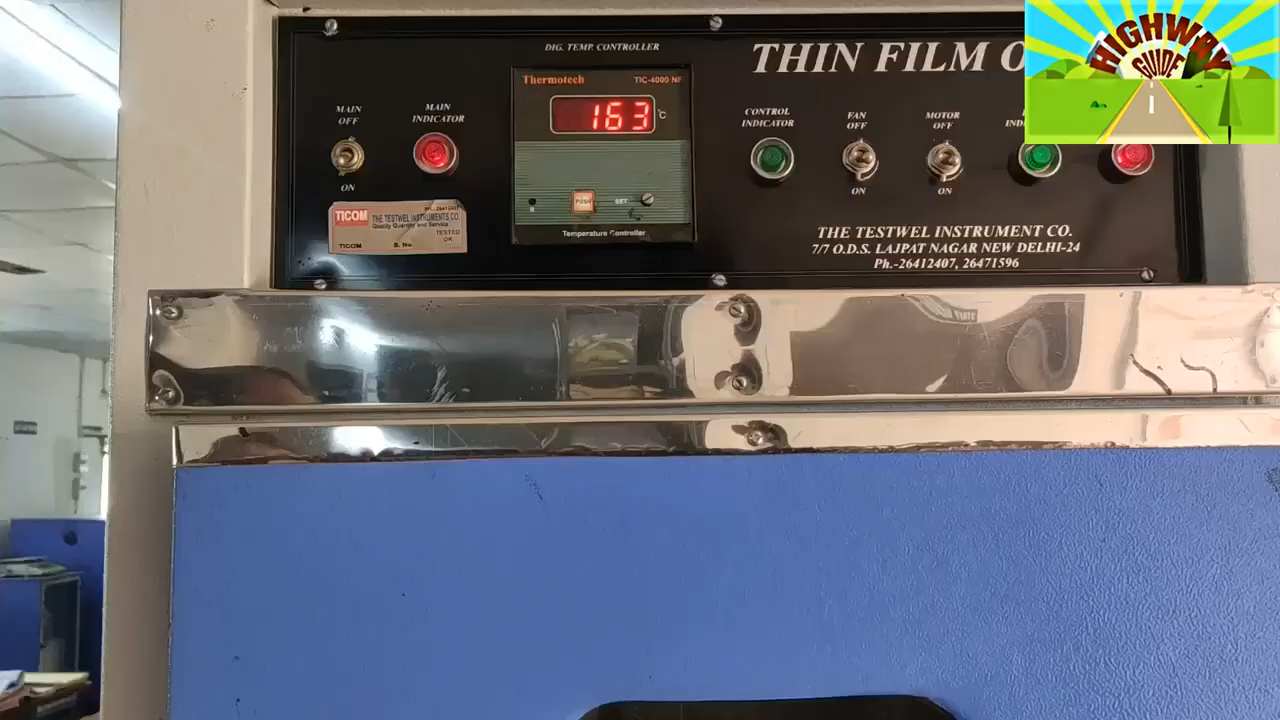 DIG. TEMP. CONTROLLER
THIN FILM O
HIGHWAY
GUIDE
Thermotech
TIC-4000 NF
163
°C
MAIN
OFF
ON
MAIN
INDICATOR
PUSH
SET
Temperature Controller
CONTROL
INDICATOR
FAN
OFF
ON
MOTOR
OFF
ON
TICOM
THE TESTWEL INSTRUMENTS CO.
Quality Quantity and Service
TESTED
OK
TICOM
S. No.
THE TESTWEL INSTRUMENT CO.
7/7 O.D.S. LAJPAT NAGAR NEW DELHI-24
Ph.-26412407, 26471596